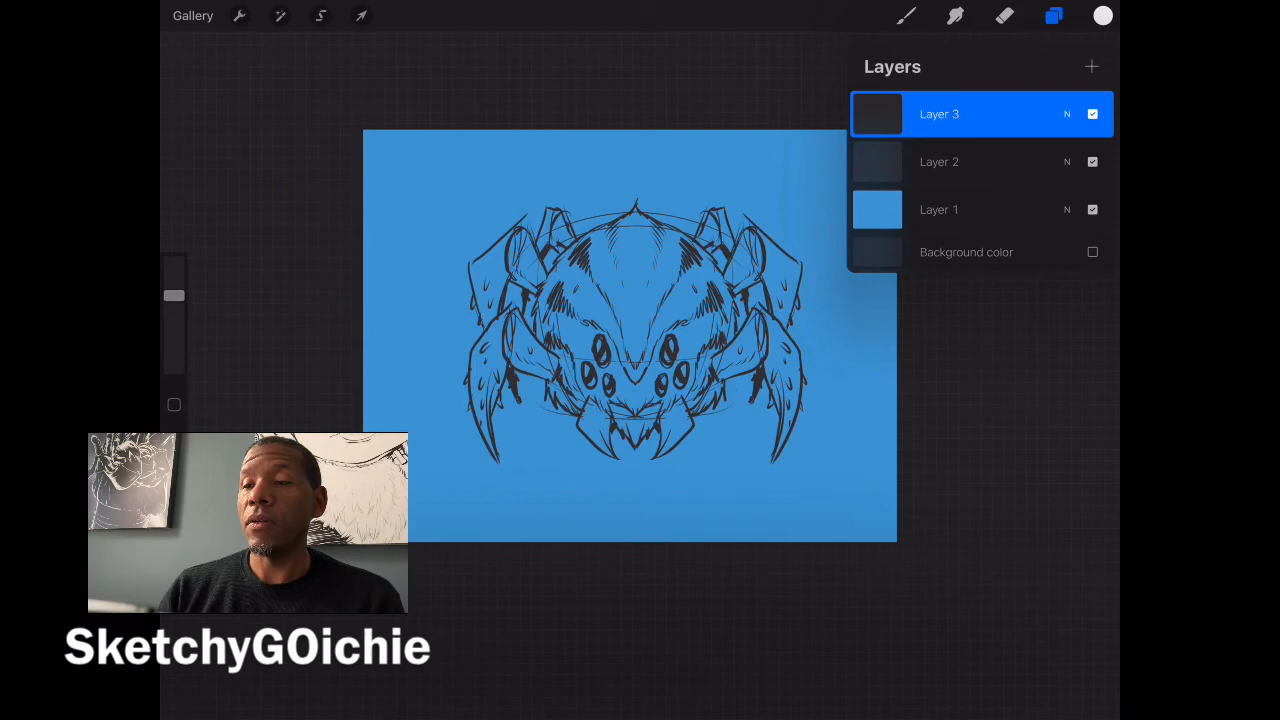 Gallery
Layers
Layer 3 N
Layer 2 N
Layer 1 N
Background color
SketchyGOichie